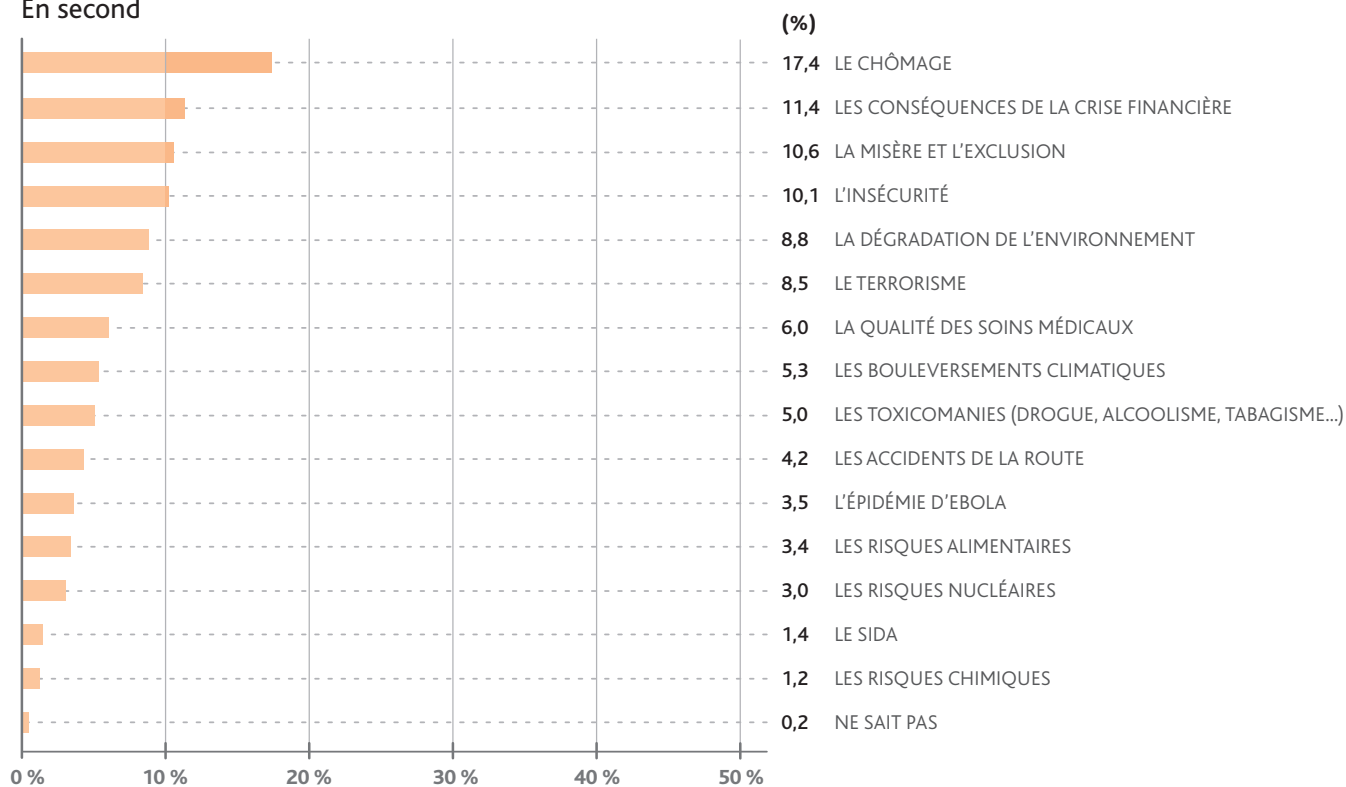 En second
(%)
17,4 LE CHÔMAGE
11,4 LES CONSÉQUENCES DE LA CRISE FINANCIÈRE
10,6 LA MISÈRE ET L’EXCLUSION
10,1 L’INSÉCURITÉ
8,8 LA DÉGRADATION DE L’ENVIRONNEMENT
8,5 LE TERRORISME
6,0 LA QUALITÉ DES SOINS MÉDICAUX
5,3 LES BOULEVERSEMENTS CLIMATIQUES
5,0 LES TOXICOMANIES (DROGUE, ALCOOLISME, TABAGISME...)
4,2 LES ACCIDENTS DE LA ROUTE
3,5 L’ÉPIDÉMIE D’EBOLA
3,4 LES RISQUES ALIMENTAIRES
3,0 LES RISQUES NUCLÉAIRES
1,4 LE SIDA
1,2 LES RISQUES CHIMIQUES
0,2 NE SAIT PAS
0 % 10 % 20 % 30 % 40 % 50 %